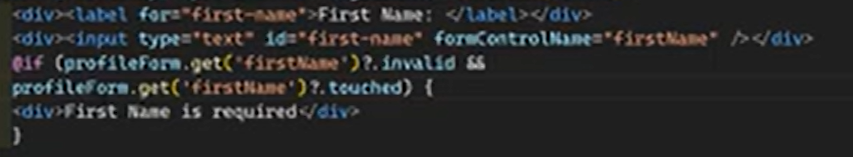 <div><label for="first-name">First Name: </label></div>
<div><input type="text" id="first-name" formControlName="firstName" /></div>
@if (profileForm.get('firstName')?.invalid &&
profileForm.get('firstName')?.touched) {
<div>First Name is required</div>
}